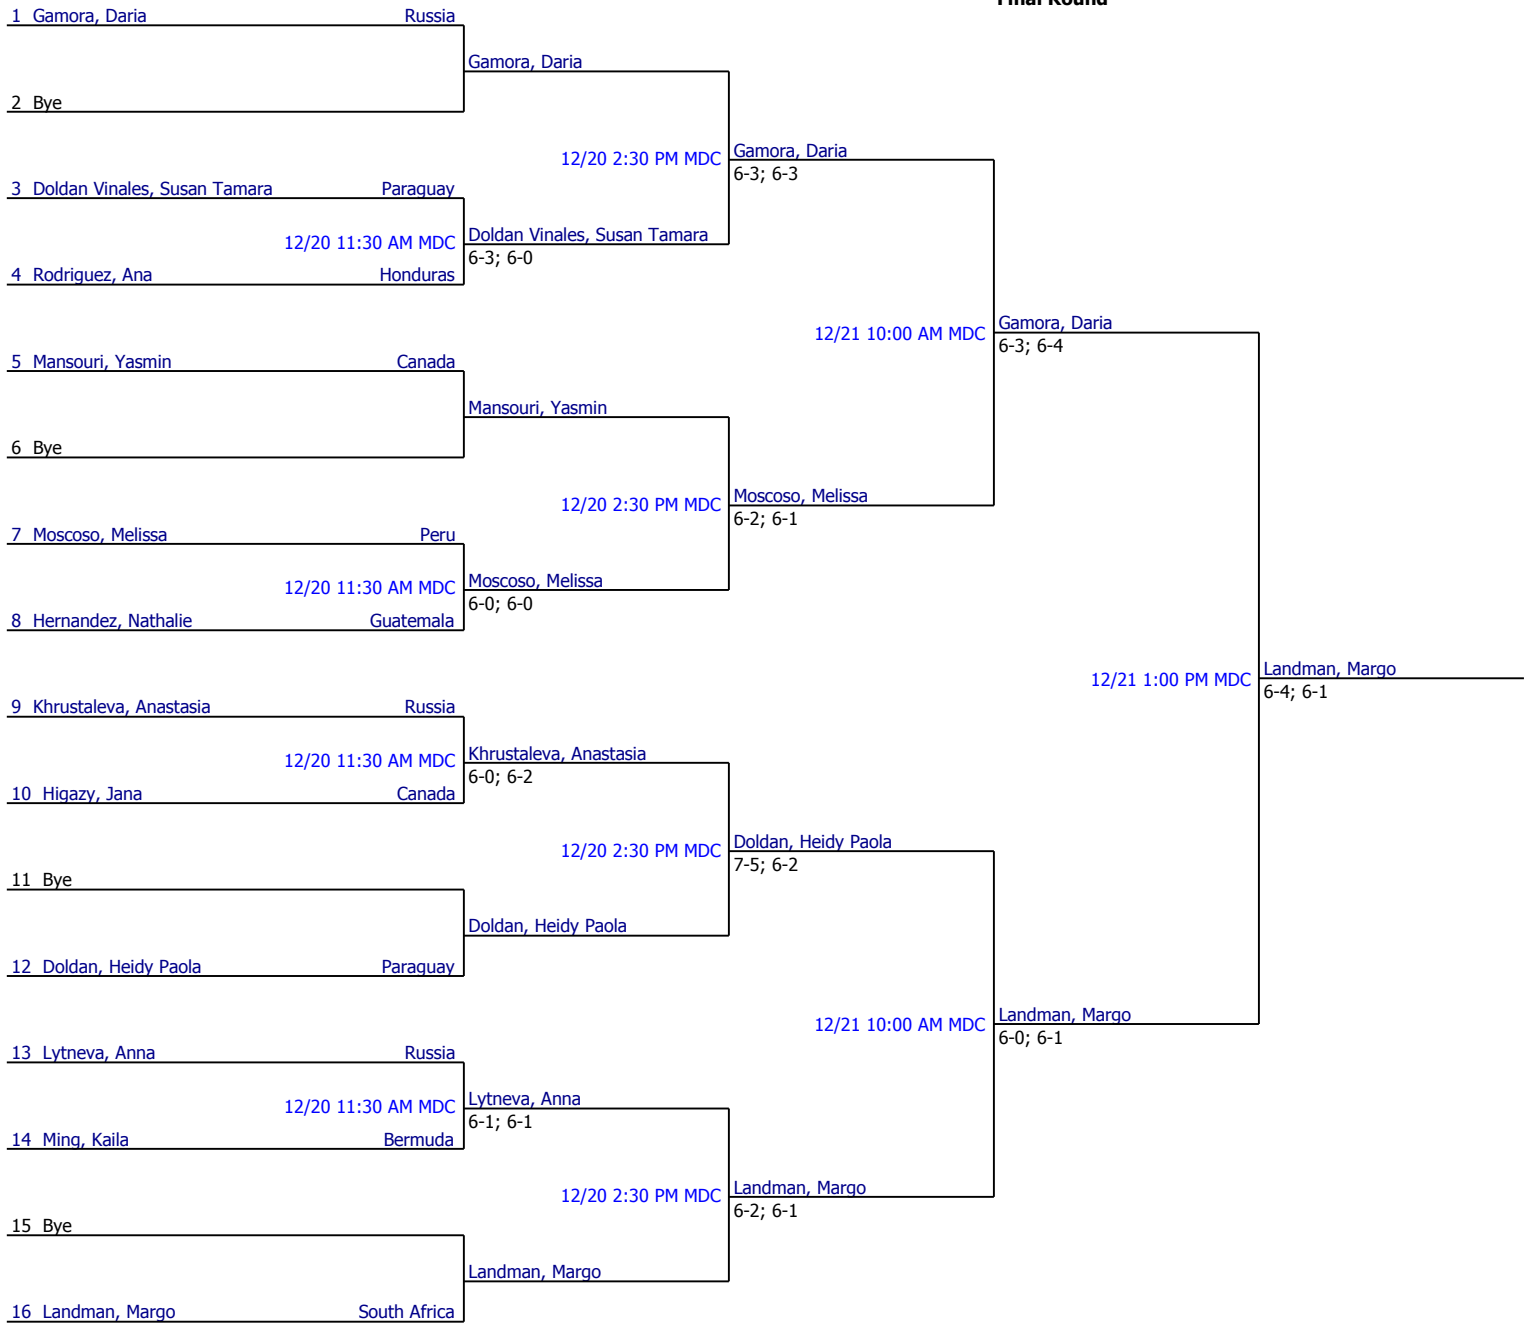 Final Round
1 Gamora, Daria Russia
Gamora, Daria
2 Bye
12/20 2:30 PM MDC Gamora, Daria
6-3; 6-3
3 Doldan Vinales, Susan Tamara Paraguay
12/20 11:30 AM MDC Doldan Vinales, Susan Tamara
6-3; 6-0
4 Rodriguez, Ana Honduras
12/21 10:00 AM MDC Gamora, Daria
6-3; 6-4
5 Mansouri, Yasmin Canada
Mansouri, Yasmin
6 Bye
12/20 2:30 PM MDC Moscoso, Melissa
6-2; 6-1
7 Moscoso, Melissa Peru
12/20 11:30 AM MDC Moscoso, Melissa
6-0; 6-0
8 Hernandez, Nathalie Guatemala
12/21 1:00 PM MDC Landman, Margo
6-4; 6-1
9 Khrustaleva, Anastasia Russia
12/20 11:30 AM MDC Khrustaleva, Anastasia
6-0; 6-2
10 Higazy, Jana Canada
12/20 2:30 PM MDC Doldan, Heidy Paola
7-5; 6-2
11 Bye
Doldan, Heidy Paola
12 Doldan, Heidy Paola Paraguay
12/21 10:00 AM MDC Landman, Margo
6-0; 6-1
13 Lytneva, Anna Russia
12/20 11:30 AM MDC Lytneva, Anna
6-1; 6-1
14 Ming, Kaila Bermuda
12/20 2:30 PM MDC Landman, Margo
6-2; 6-1
15 Bye
Landman, Margo
16 Landman, Margo South Africa